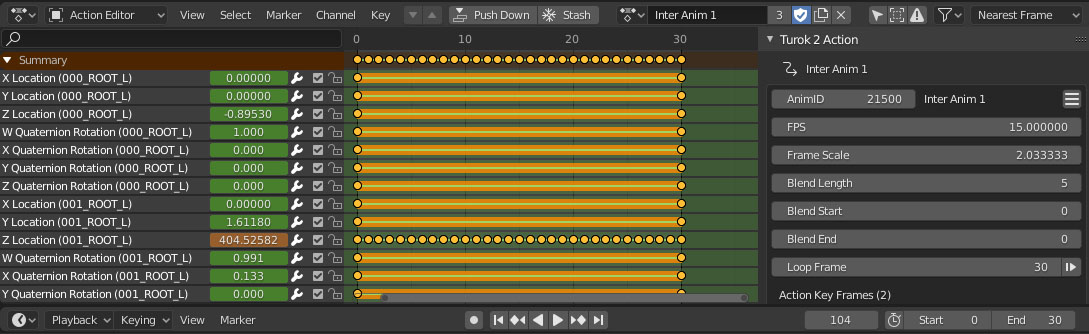 Action Editor View Select Marker Channel Key Push Down Stash Inter Anim 1 3 Nearest Frame
0 10 20 30
Summary
X Location (000_ROOT_L) 0.00000
Y Location (000_ROOT_L) 0.00000
Z Location (000_ROOT_L) -0.89530
W Quaternion Rotation (000_ROOT_L) 1.000
X Quaternion Rotation (000_ROOT_L) 0.000
Y Quaternion Rotation (000_ROOT_L) 0.000
Z Quaternion Rotation (000_ROOT_L) 0.000
X Location (001_ROOT_L) 0.00000
Y Location (001_ROOT_L) 1.61180
Z Location (001_ROOT_L) 404.52582
W Quaternion Rotation (001_ROOT_L) 0.991
X Quaternion Rotation (001_ROOT_L) 0.133
Y Quaternion Rotation (001_ROOT_L) 0.000
Turok 2 Action
Inter Anim 1
AnimID 21500 Inter Anim 1
FPS 15.000000
Frame Scale 2.033333
Blend Length 5
Blend Start 0
Blend End 0
Loop Frame 30
Action Key Frames (2)
Playback Keying View Marker 104 Start 0 End 30